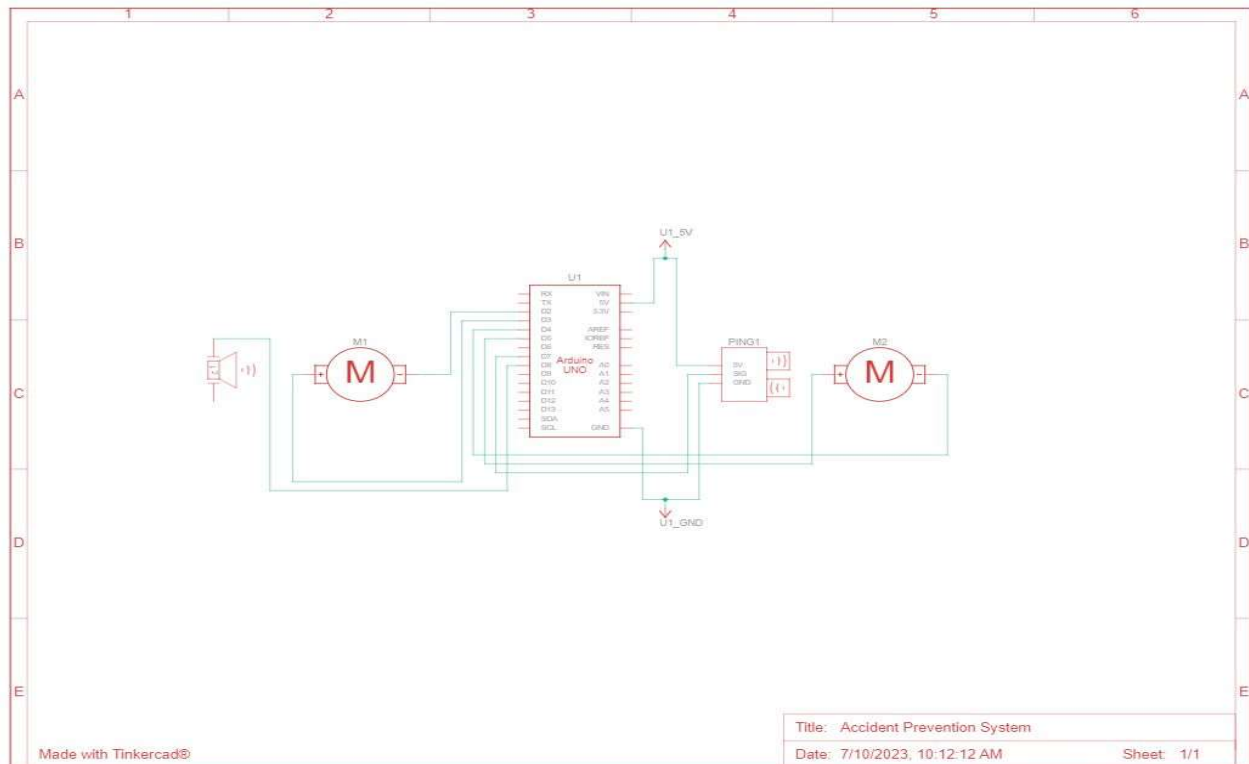 1 2 3 4 5 6
A A
B B
C C
D D
E E
U1_5V
U1
RX VIN
TX 5V
D2 3.3V
D3
D4 AREF
D5 IOREF
D6 RES
D7
D8 A0
D9 A1
D10 A2
D11 A3
D12 A4
D13 A5
SDA
SCL GND
Arduino
UNO
M1
M
+ -
PING1
5V
SIG
GND
M2
M
+ -
U1_GND
Title: Accident Prevention System
Date: 7/10/2023, 10:12:12 AM Sheet: 1/1
Made with Tinkercad®